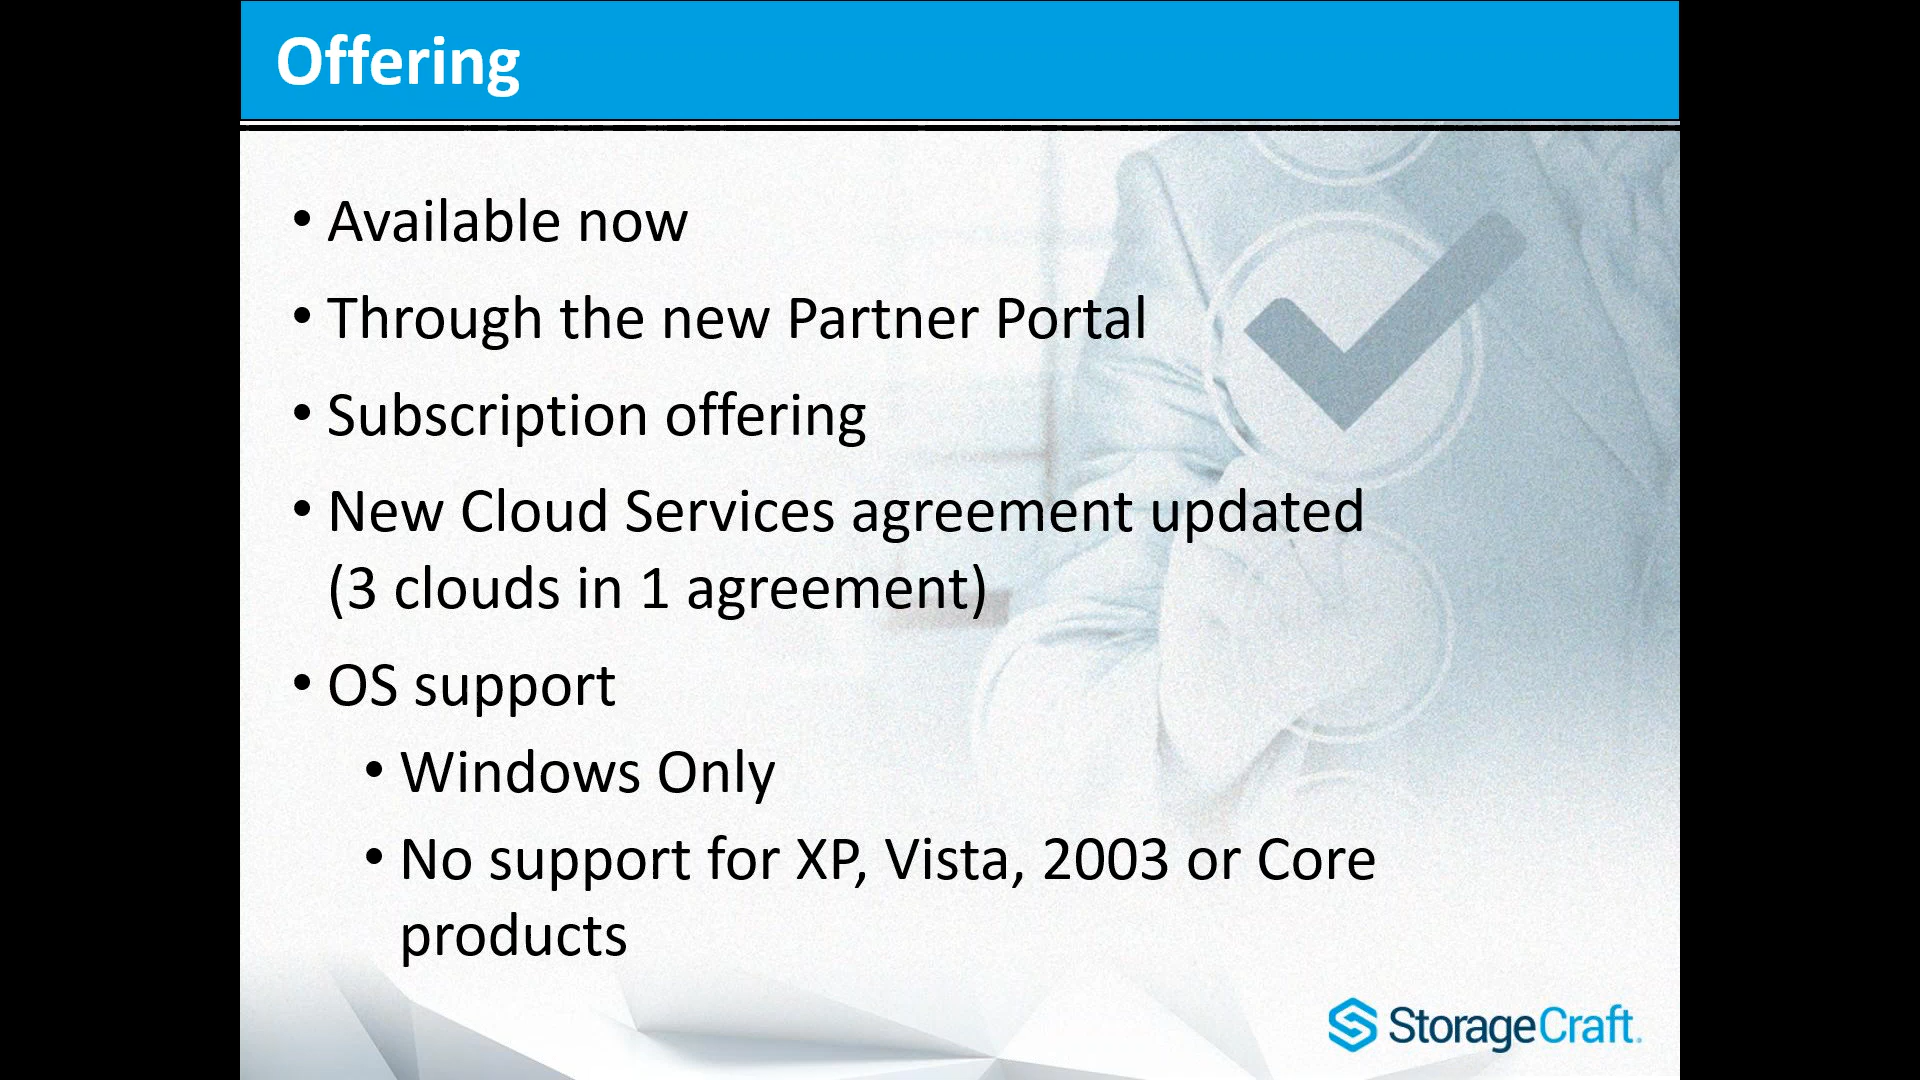 Offering
• Available now
• Through the new Partner Portal
• Subscription offering
• New Cloud Services agreement updated
(3 clouds in 1 agreement)
• OS support
• Windows Only
• No support for XP, Vista, 2003 or Core
products
StorageCraft.